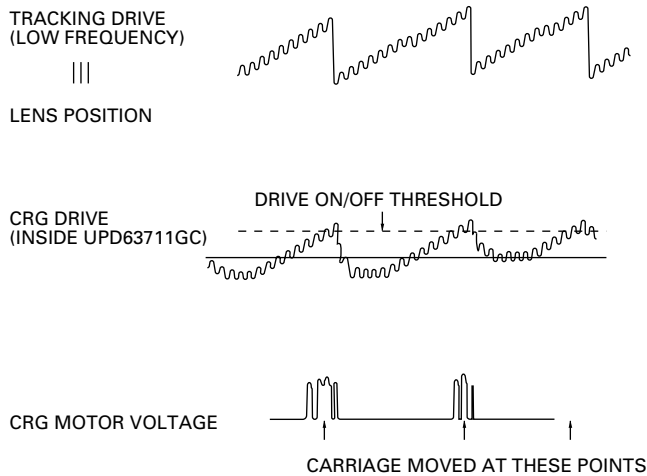 TRACKING DRIVE
(LOW FREQUENCY)
LENS POSITION
DRIVE ON/OFF THRESHOLD
CRG DRIVE
(INSIDE UPD63711GC)
CRG MOTOR VOLTAGE
CARRIAGE MOVED AT THESE POINTS